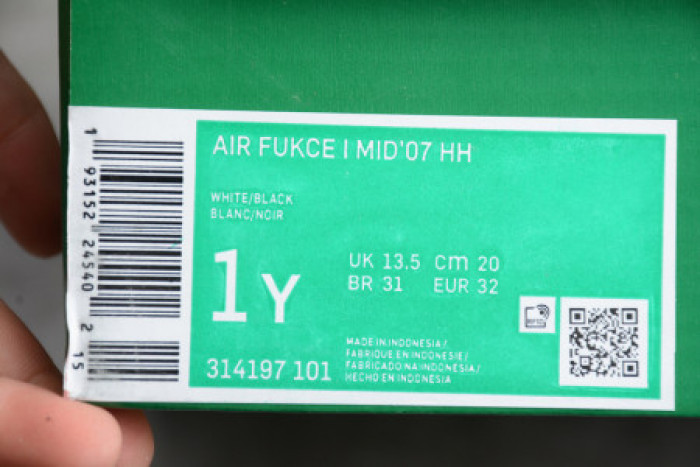 AIR FUKCE I MID'07 HH
WHITE/BLACK
BLANC/NOIR
1Y
UK 13.5 cm 20
BR 31 EUR 32
314197 101
MADE IN INDONESIA/
FABRIQUE EN INDONESIE/
FABRICADO NA INDONESIA/
HECHO EN INDONESIA
1 93152 24540 2 15